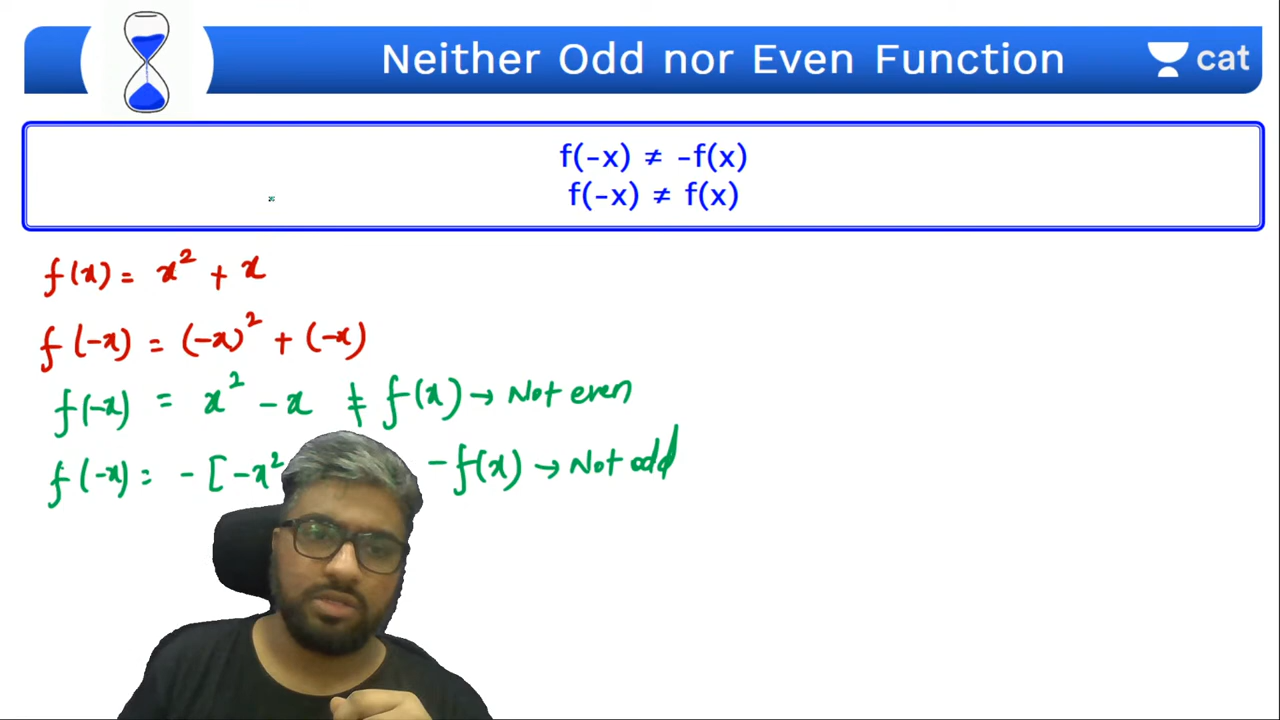 Neither Odd nor Even Function
cat
f(-x) ≠ -f(x)
f(-x) ≠ f(x)
f(x) = x² + x
f(-x) = (-x)² + (-x)
f(-x) = x² - x ≠ f(x) → Not even
f(-x) = - [-x² -f(x) → Not odd